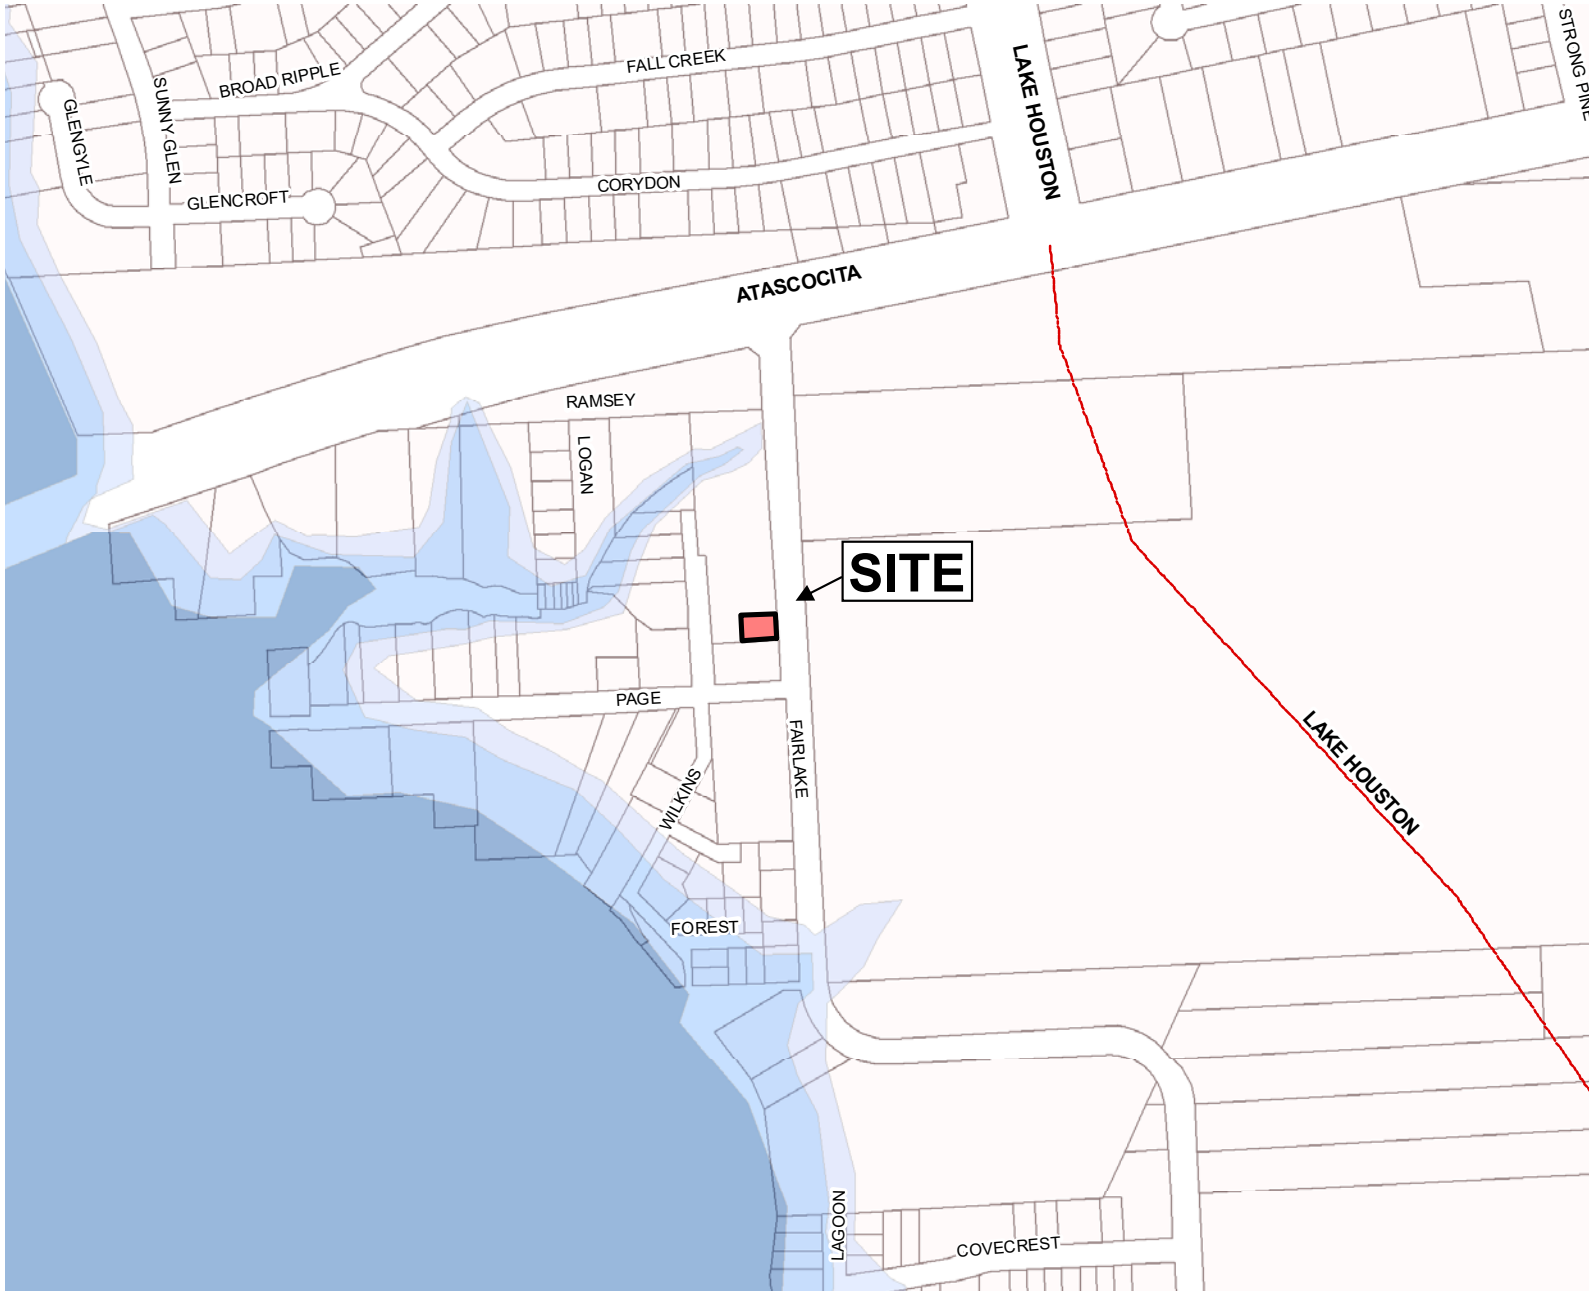 STRONG PINE
LAKE HOUSTON
FALL CREEK
BROAD RIPPLE
SUNNY GLEN
GLENGYLE
CORYDON
GLENCROFT
ATASCOCITA
RAMSEY
LOGAN
SITE
PAGE
FAIRLAKE
LAKE HOUSTON
WILKINS
FOREST
LAGOON
COVECREST